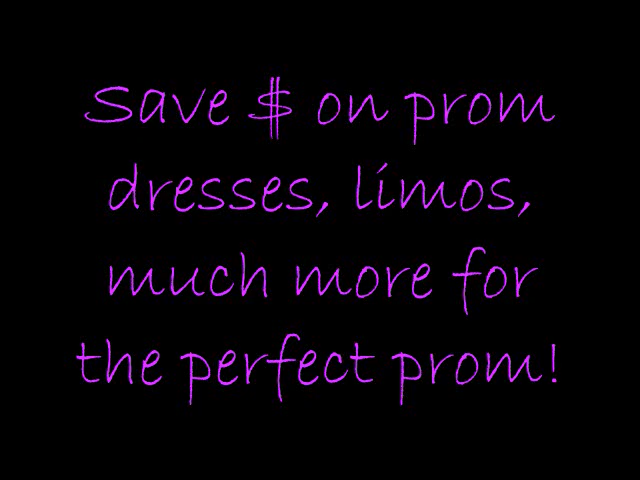 Save $ on prom
dresses, limos,
much more for
the perfect prom!